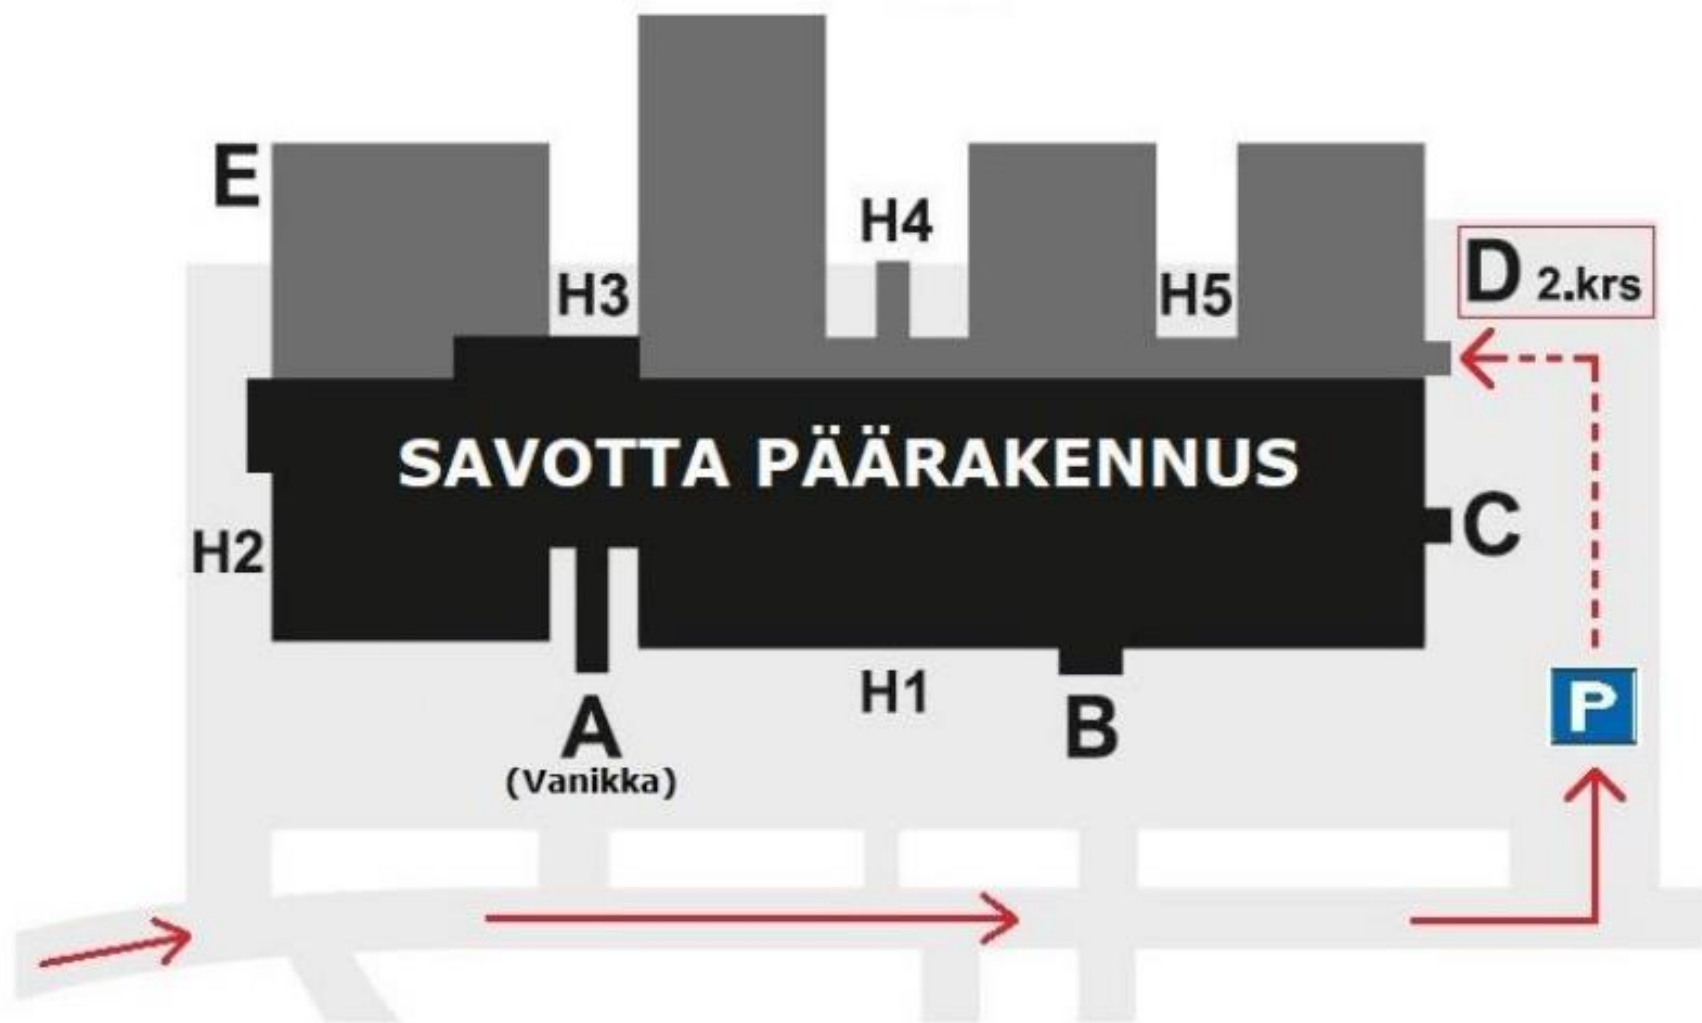 E
H4
H3
H5
D 2.krs
SAVOTTA PÄÄRAKENNUS
C
H2
H1
A
(Vanikka)
B
P